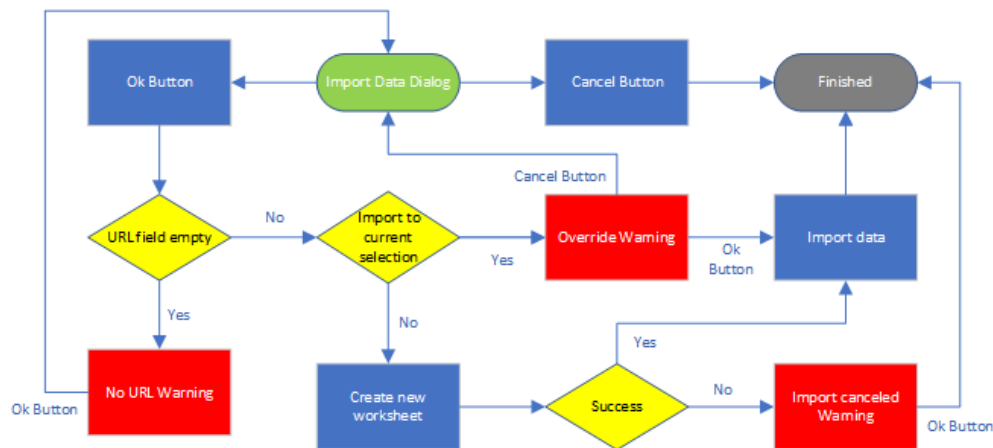 Ok Button
Import Data Dialog
Cancel Button
Finished
Cancel Button
URL field empty
No
Import to
current
selection
Yes
Override Warning
Ok
Button
Import data
Yes
No
Yes
No URL Warning
Ok Button
Create new
worksheet
Success
No
Import canceled
Warning
Ok Button